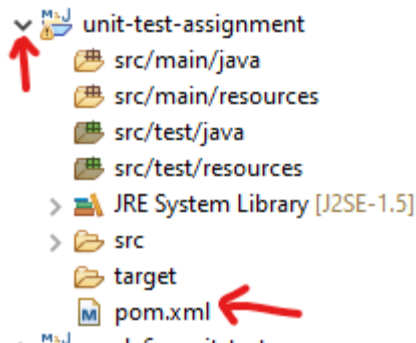 unit-test-assignment
src/main/java
src/main/resources
src/test/java
src/test/resources
JRE System Library [J2SE-1.5]
src
target
pom.xml